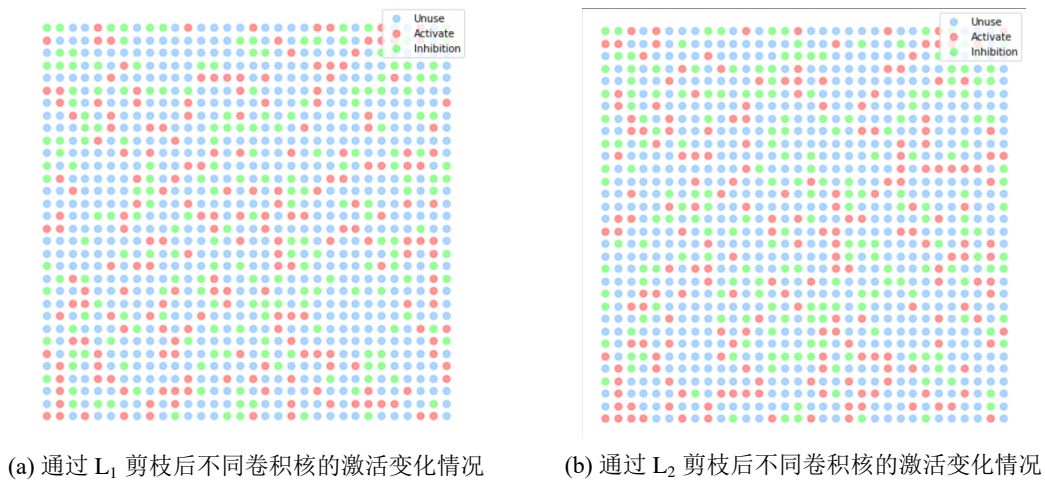 Unuse
Activate
Inhibition
Unuse
Activate
Inhibition
(a) 通过 L₁ 剪枝后不同卷积核的激活变化情况
(b) 通过 L₂ 剪枝后不同卷积核的激活变化情况